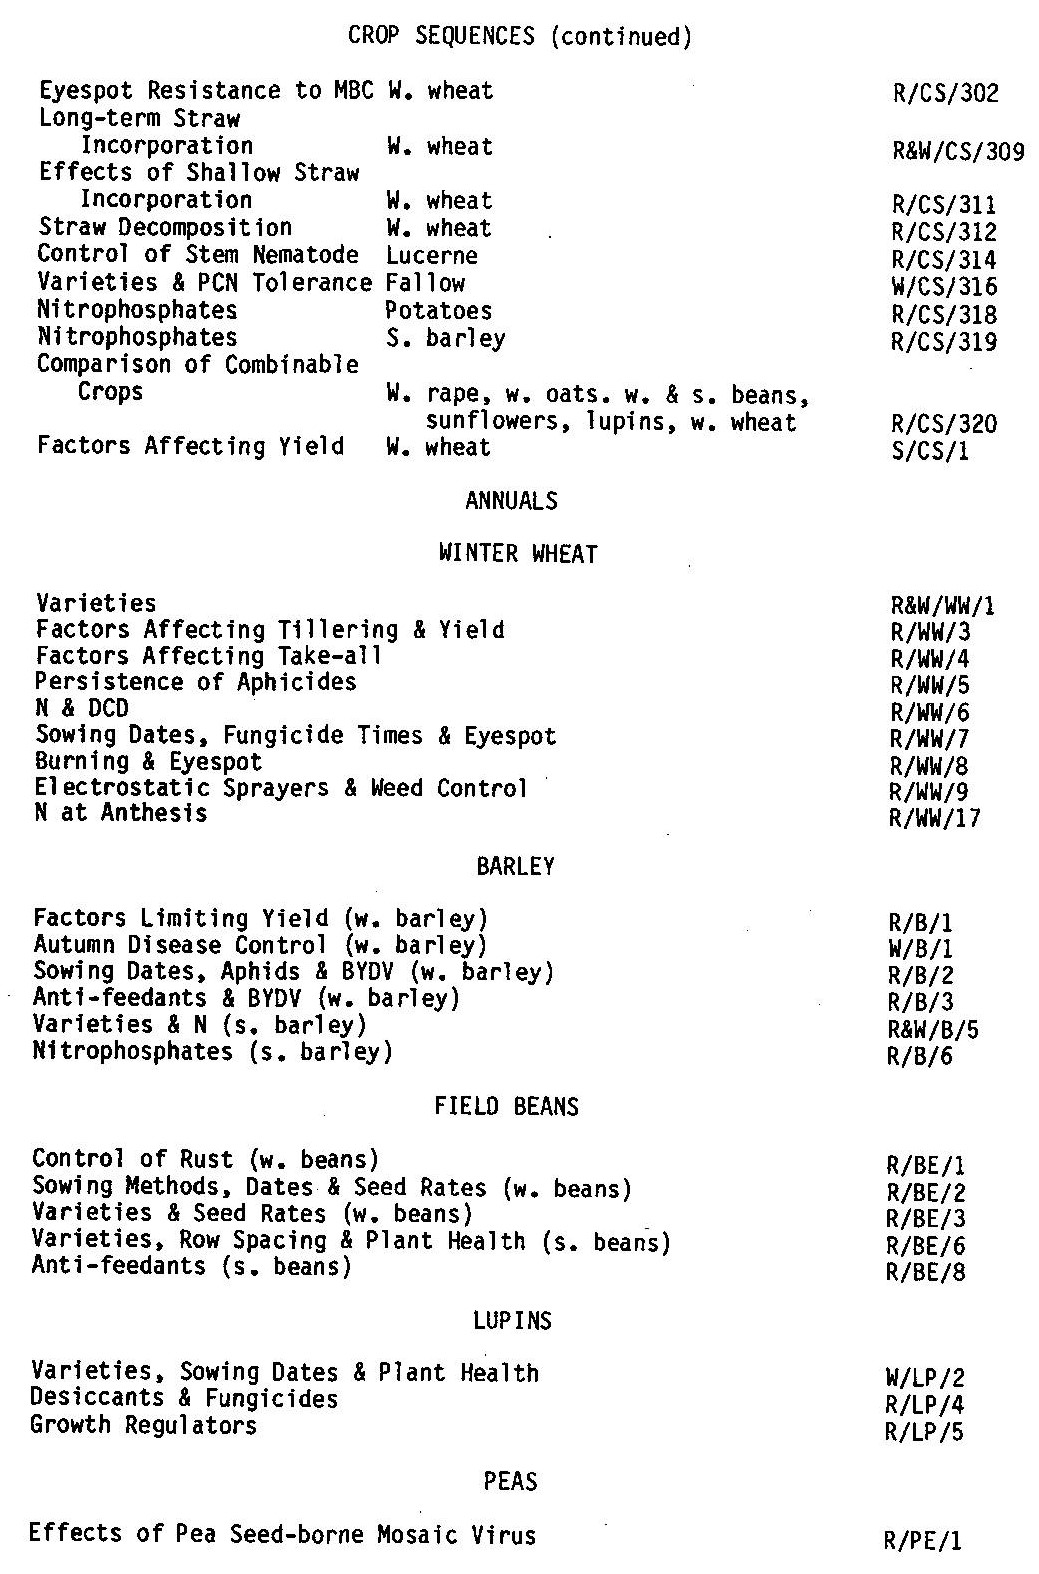 CROP SEQUENCES (continued)
Eyespot Resistance to MBC W. wheat R/CS/302
Long-term Straw
Incorporation W. wheat R&W/CS/309
Effects of Shallow Straw
Incorporation W. wheat R/CS/311
Straw Decomposition W. wheat R/CS/312
Control of Stem Nematode Lucerne R/CS/314
Varieties & PCN Tolerance Fallow W/CS/316
Nitrophosphates Potatoes R/CS/318
Nitrophosphates S. barley R/CS/319
Comparison of Combinable
Crops W. rape, w. oats. w. & s. beans,
sunflowers, lupins, w. wheat R/CS/320
Factors Affecting Yield W. wheat S/CS/1
ANNUALS
WINTER WHEAT
Varieties R&W/WW/1
Factors Affecting Tillering & Yield R/WW/3
Factors Affecting Take-all R/WW/4
Persistence of Aphicides R/WW/5
N & DCD R/WW/6
Sowing Dates, Fungicide Times & Eyespot R/WW/7
Burning & Eyespot R/WW/8
Electrostatic Sprayers & Weed Control R/WW/9
N at Anthesis R/WW/17
BARLEY
Factors Limiting Yield (w. barley) R/B/1
Autumn Disease Control (w. barley) W/B/1
Sowing Dates, Aphids & BYDV (w. barley) R/B/2
Anti-feedants & BYDV (w. barley) R/B/3
Varieties & N (s. barley) R&W/B/5
Nitrophosphates (s. barley) R/B/6
FIELD BEANS
Control of Rust (w. beans) R/BE/1
Sowing Methods, Dates & Seed Rates (w. beans) R/BE/2
Varieties & Seed Rates (w. beans) R/BE/3
Varieties, Row Spacing & Plant Health (s. beans) R/BE/6
Anti-feedants (s. beans) R/BE/8
LUPINS
Varieties, Sowing Dates & Plant Health W/LP/2
Desiccants & Fungicides R/LP/4
Growth Regulators R/LP/5
PEAS
Effects of Pea Seed-borne Mosaic Virus R/PE/1